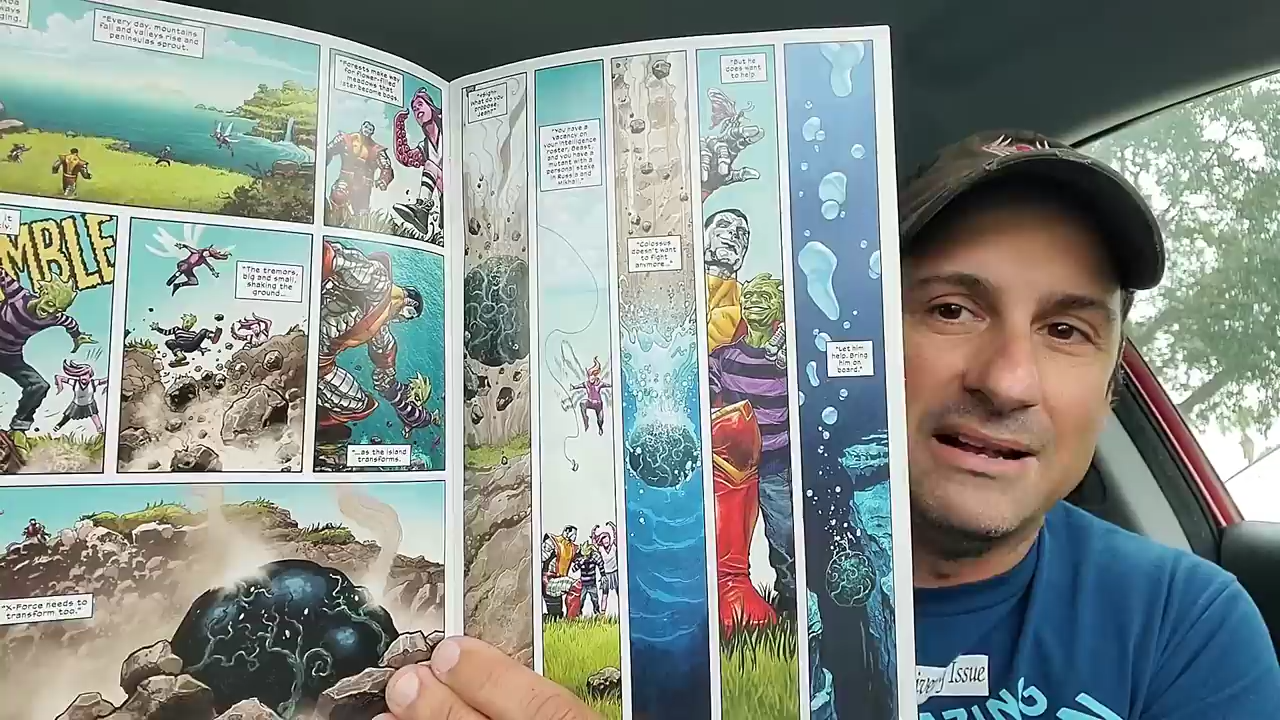 ways
ging.
"Every day, mountains
fall and valleys rise and
peninsulas sprout.
"Forests make way
for flower-filled
meadows that
later become bogs.
it
MBLE
"The tremors,
big and small,
shaking the
ground...
"...as the island
transforms.
"X-Force needs to
transform too."
"*Sigh*
What do you
propose,
Jean?"
"You have a
vacancy on
your intelligence
roster, Beast,
and you have a
mutant with a
personal stake
in Russia and
Mikhail."
"Colossus
doesn't want
to fight
anymore..."
"But he
does want
to help.
"Let him
help. Bring
him on
board."
Issue
AZING